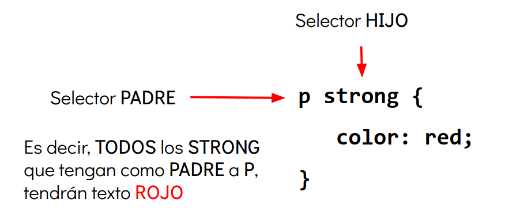 Selector HIJO
Selector PADRE
p strong {
color: red;
}
Es decir, TODOS los STRONG
que tengan como PADRE a P,
tendrán texto ROJO